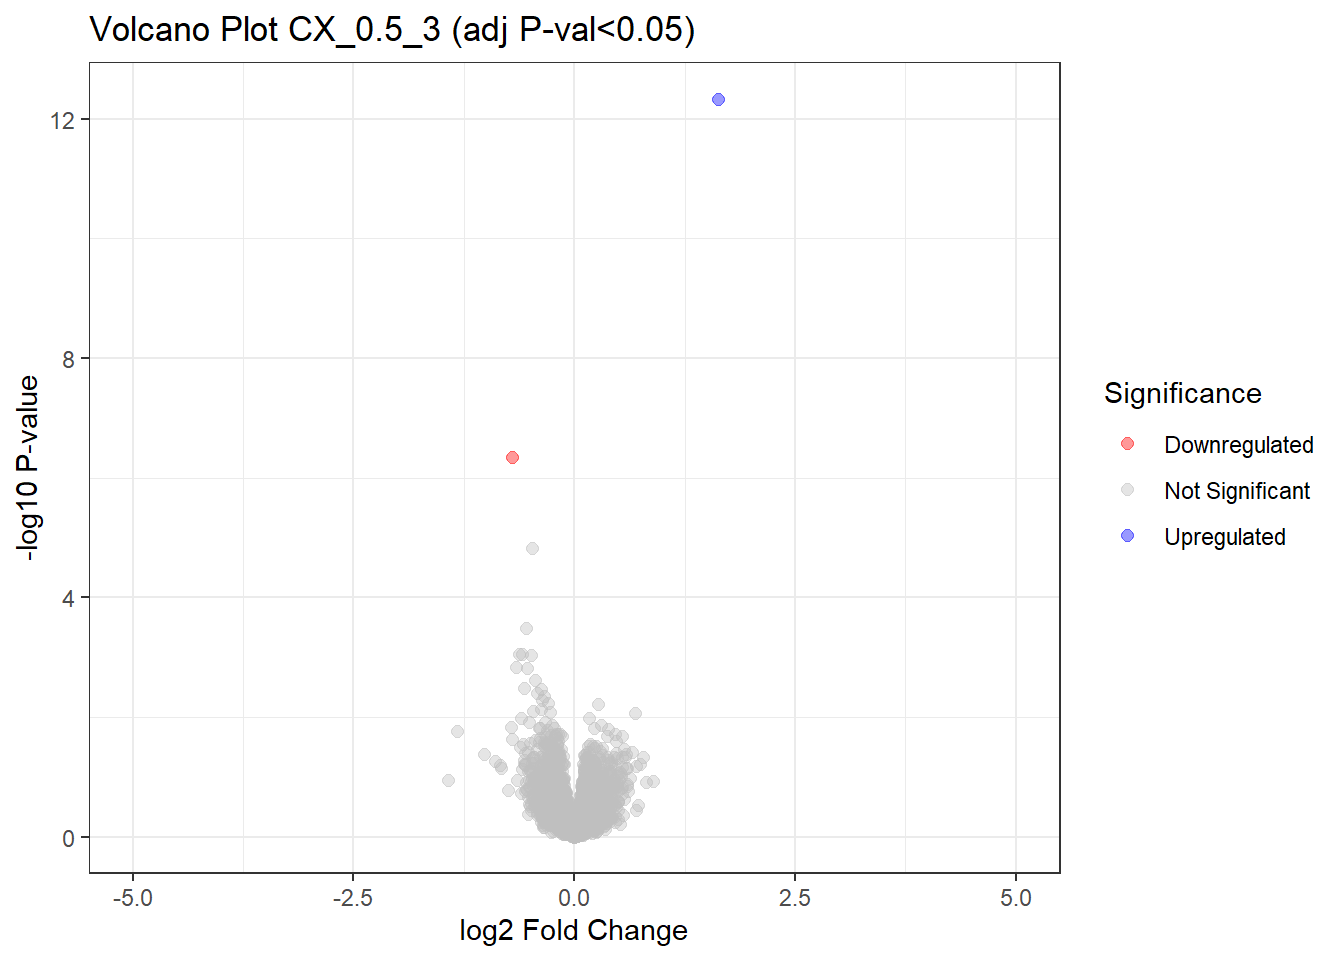 Volcano Plot CX_0.5_3 (adj P-val<0.05)
12
8
4
0
-log10 P-value
-5.0
-2.5
0.0
2.5
5.0
log2 Fold Change
Significance
Downregulated
Not Significant
Upregulated